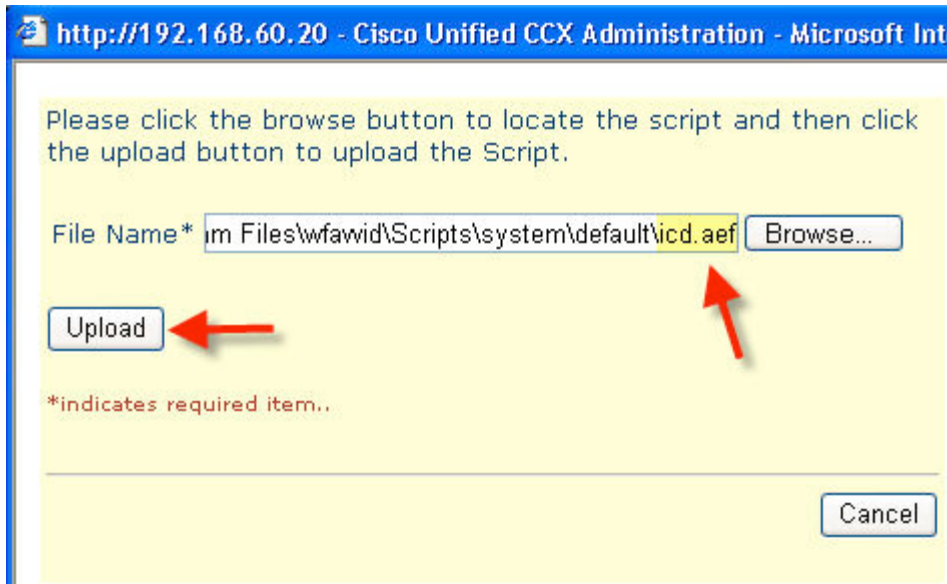 http://192.168.60.20 - Cisco Unified CCX Administration - Microsoft Int
Please click the browse button to locate the script and then click
the upload button to upload the Script.
File Name* am Files\wfavvid\Scripts\system\default\icd.aef Browse...
Upload
*indicates required item..
Cancel